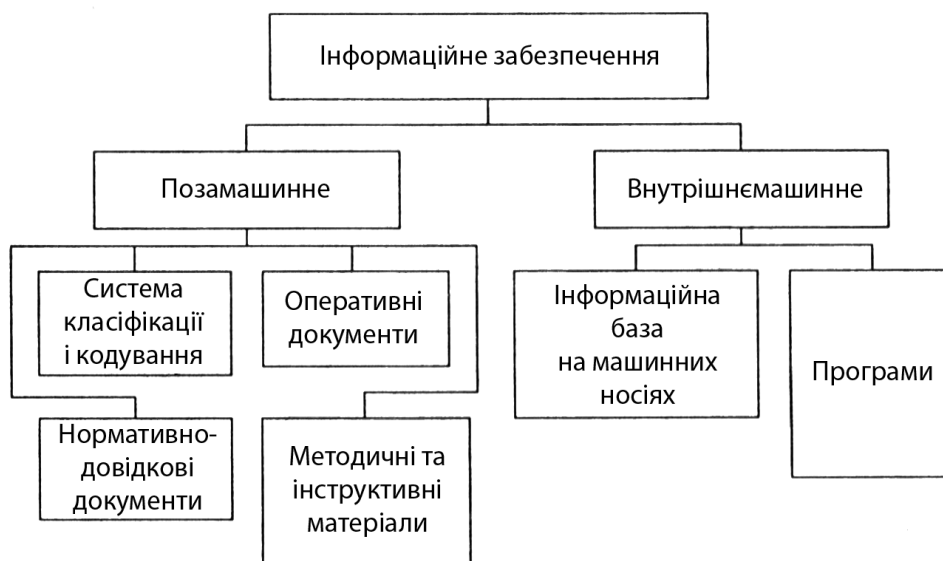 Інформаційне забезпечення
Позамашинне
Внутрішнємашинне
Система
класіфікації
і кодування
Оперативні
документи
Інформаційна
база
на машинних
носіях
Програми
Нормативно-
довідкові
документи
Методичні та
інструктивні
матеріали